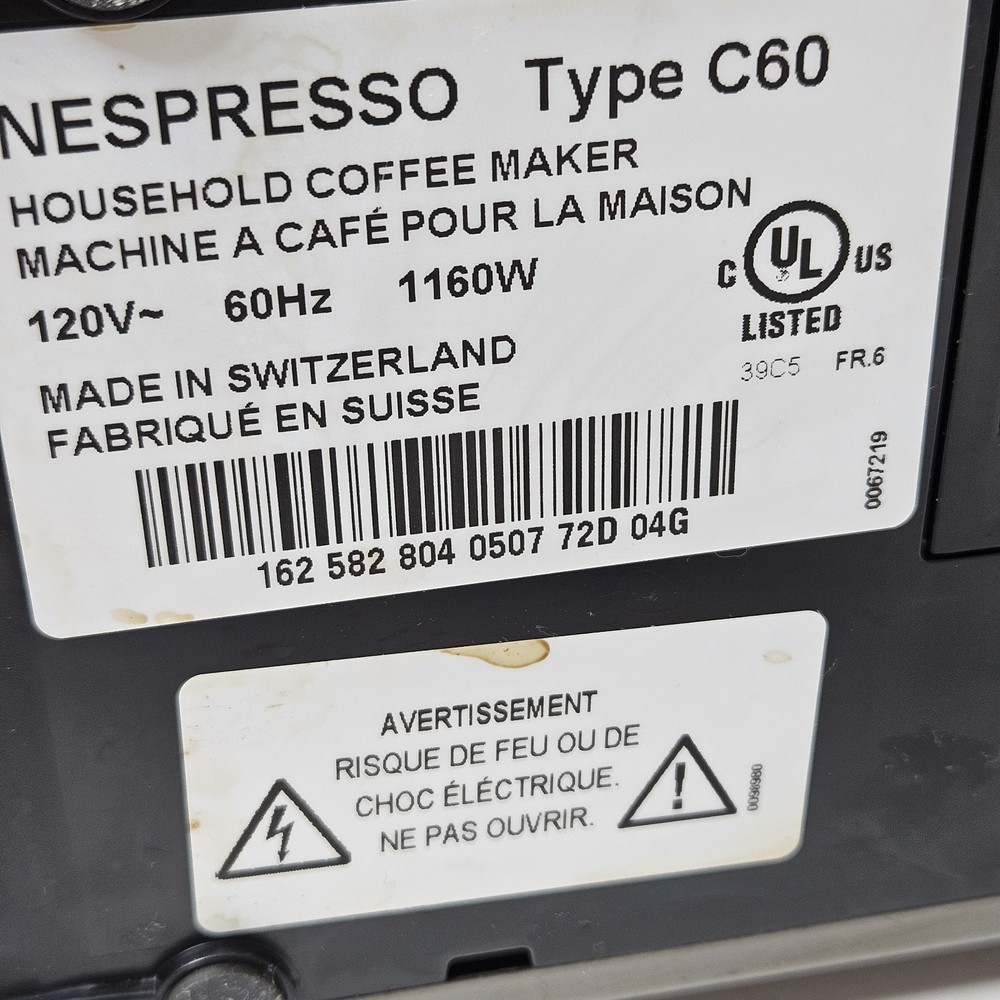 NESPRESSO Type C60
HOUSEHOLD COFFEE MAKER
MACHINE A CAFÉ POUR LA MAISON
120V~ 60Hz 1160W
C UL US
LISTED
39C5 FR.6
MADE IN SWITZERLAND
FABRIQUÉ EN SUISSE
162 582 804 0507 72D 04G
0067219
AVERTISSEMENT
RISQUE DE FEU OU DE
CHOC ÉLÉCTRIQUE.
NE PAS OUVRIR.